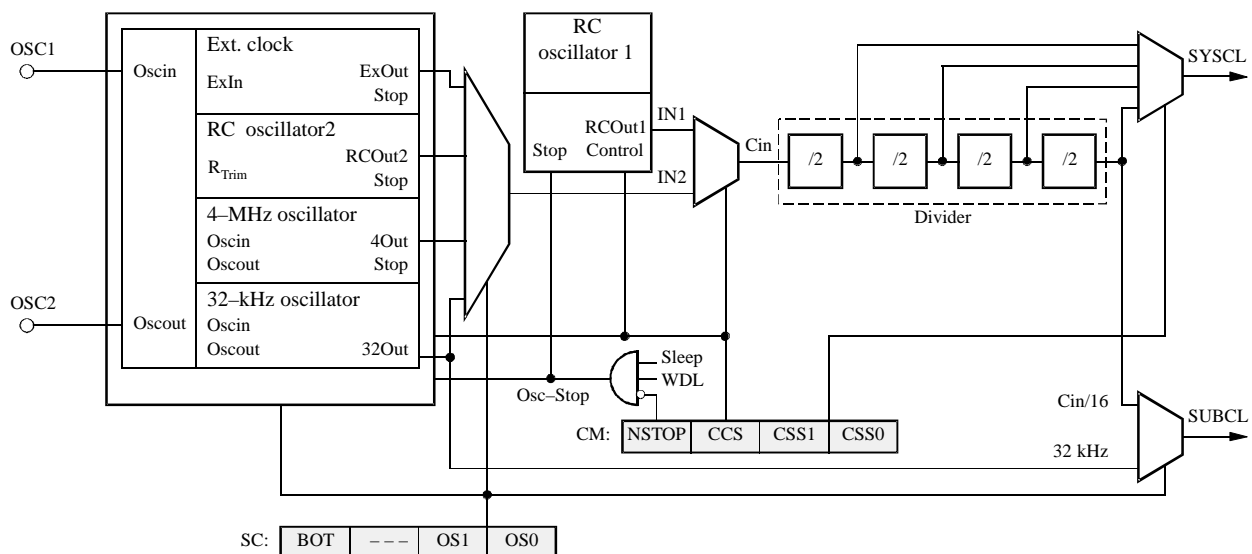 OSC1
Oscin
Ext. clock
ExIn
ExOut
Stop
RC oscillator2
RTrim
RCOut2
Stop
4–MHz oscillator
Oscin
Oscout
4Out
Stop
OSC2
Oscout
32–kHz oscillator
Oscin
Oscout
32Out
RC
oscillator 1
RCOut1
Stop
Control
IN1
IN2
Cin
/2
/2
/2
/2
Divider
SYSCL
Sleep
WDL
Osc–Stop
CM:
NSTOP
CCS
CSS1
CSS0
Cin/16
32 kHz
SUBCL
SC:
BOT
– – –
OS1
OS0